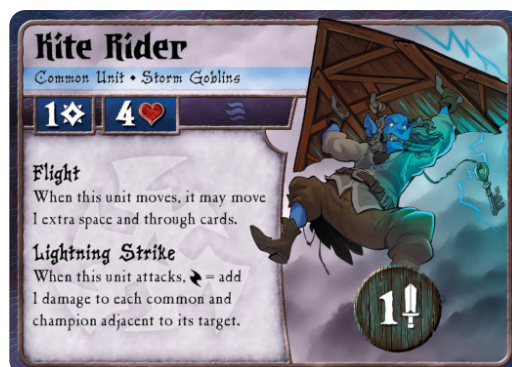 Kite Rider
Common Unit • Storm Goblins
1 4
Flight
When this unit moves, it may move
1 extra space and through cards.
Lightning Strike
When this unit attacks, = add
1 damage to each common and
champion adjacent to its target.
1